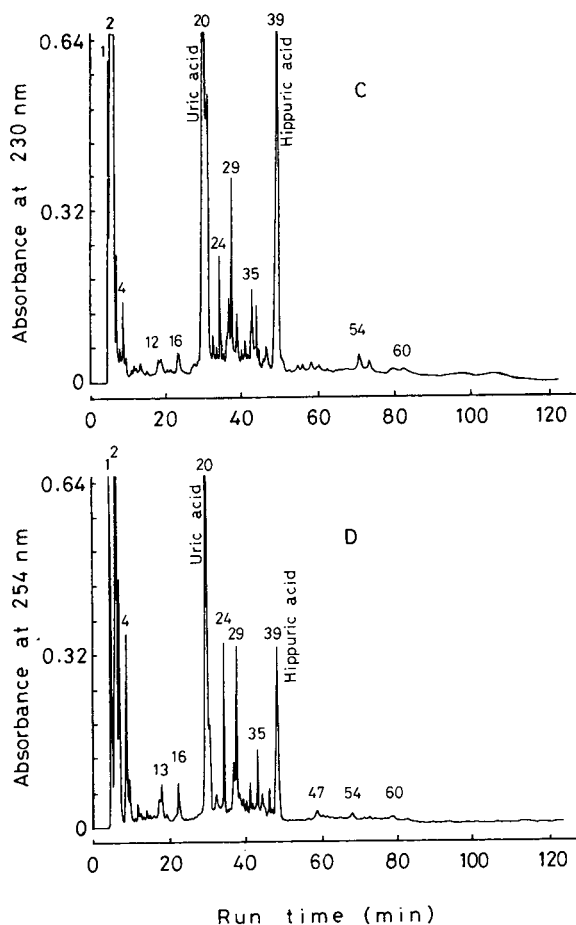 2 20 39
0.64
1
Uric acid
Hippuric acid
C
29
0.32
24
35
4
12 16
54
60
0
0 20 40 60 80 100 120
Absorbance at 230 nm
1 2 20
0.64
Uric acid
D
4
24 29 39
0.32
Hippuric acid
35
13 16
47 54 60
0
0 20 40 60 80 100 120
Absorbance at 254 nm
Run time (min)